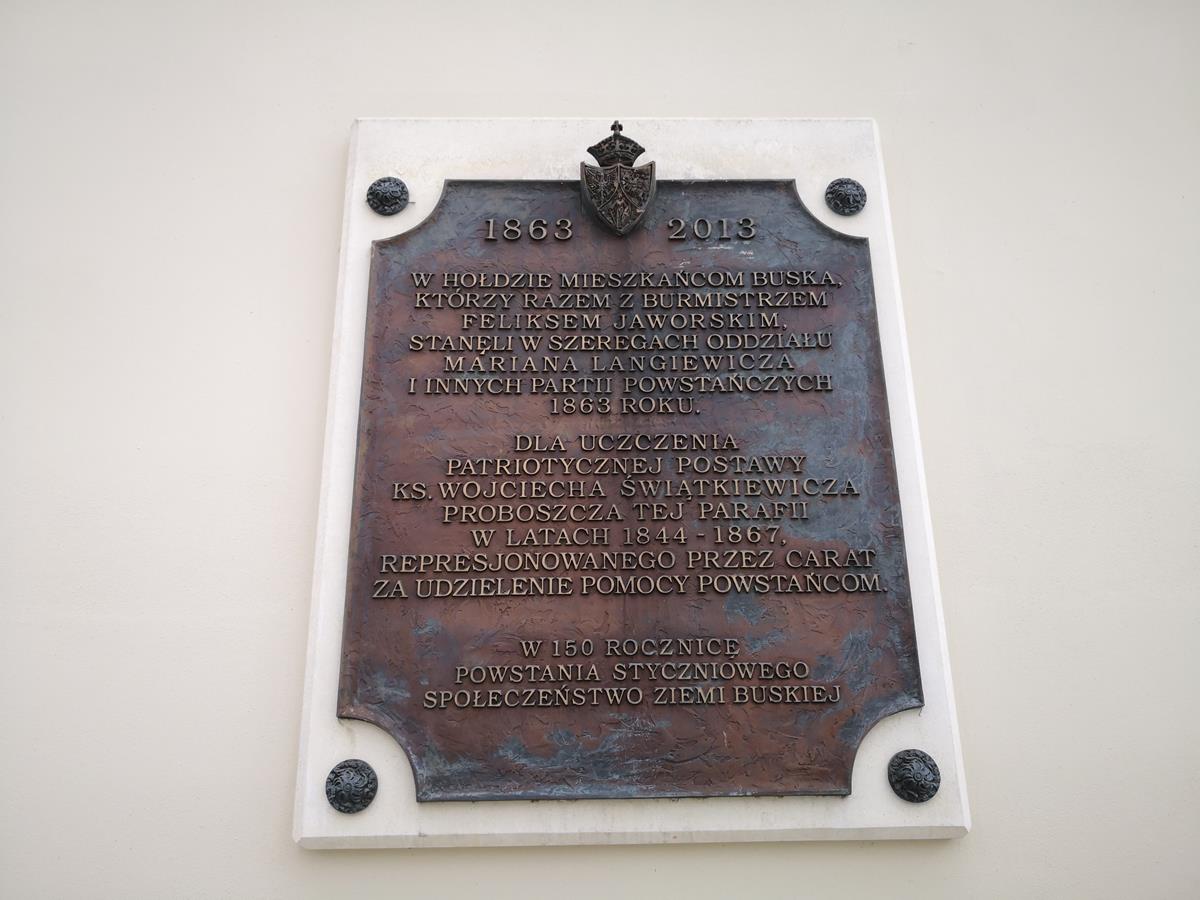 1863 2013
W HOŁDZIE MIESZKAŃCOM BUSKA,
KTÓRZY RAZEM Z BURMISTRZEM
FELIKSEM JAWORSKIM,
STANĘLI W SZEREGACH ODDZIAŁU
MARIANA LANGIEWICZA
I INNYCH PARTII POWSTAŃCZYCH
1863 ROKU.
DLA UCZCZENIA
PATRIOTYCZNEJ POSTAWY
KS. WOJCIECHA ŚWIĄTKIEWICZA
PROBOSZCZA TEJ PARAFII
W LATACH 1844 - 1867,
REPRESJONOWANEGO PRZEZ CARAT
ZA UDZIELENIE POMOCY POWSTAŃCOM.
W 150 ROCZNICĘ
POWSTANIA STYCZNIOWEGO
SPOŁECZEŃSTWO ZIEMI BUSKIEJ